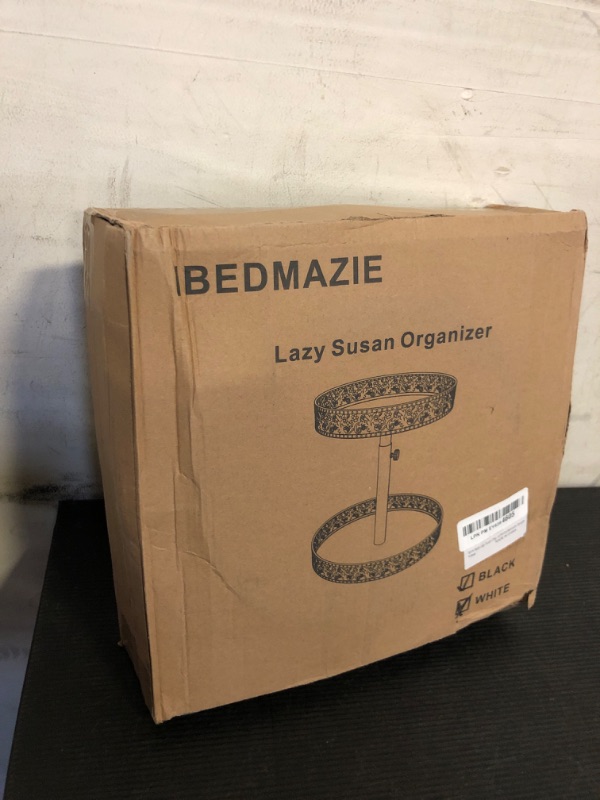 BEDMAZIE
Lazy Susan Organizer
BLACK
WHITE